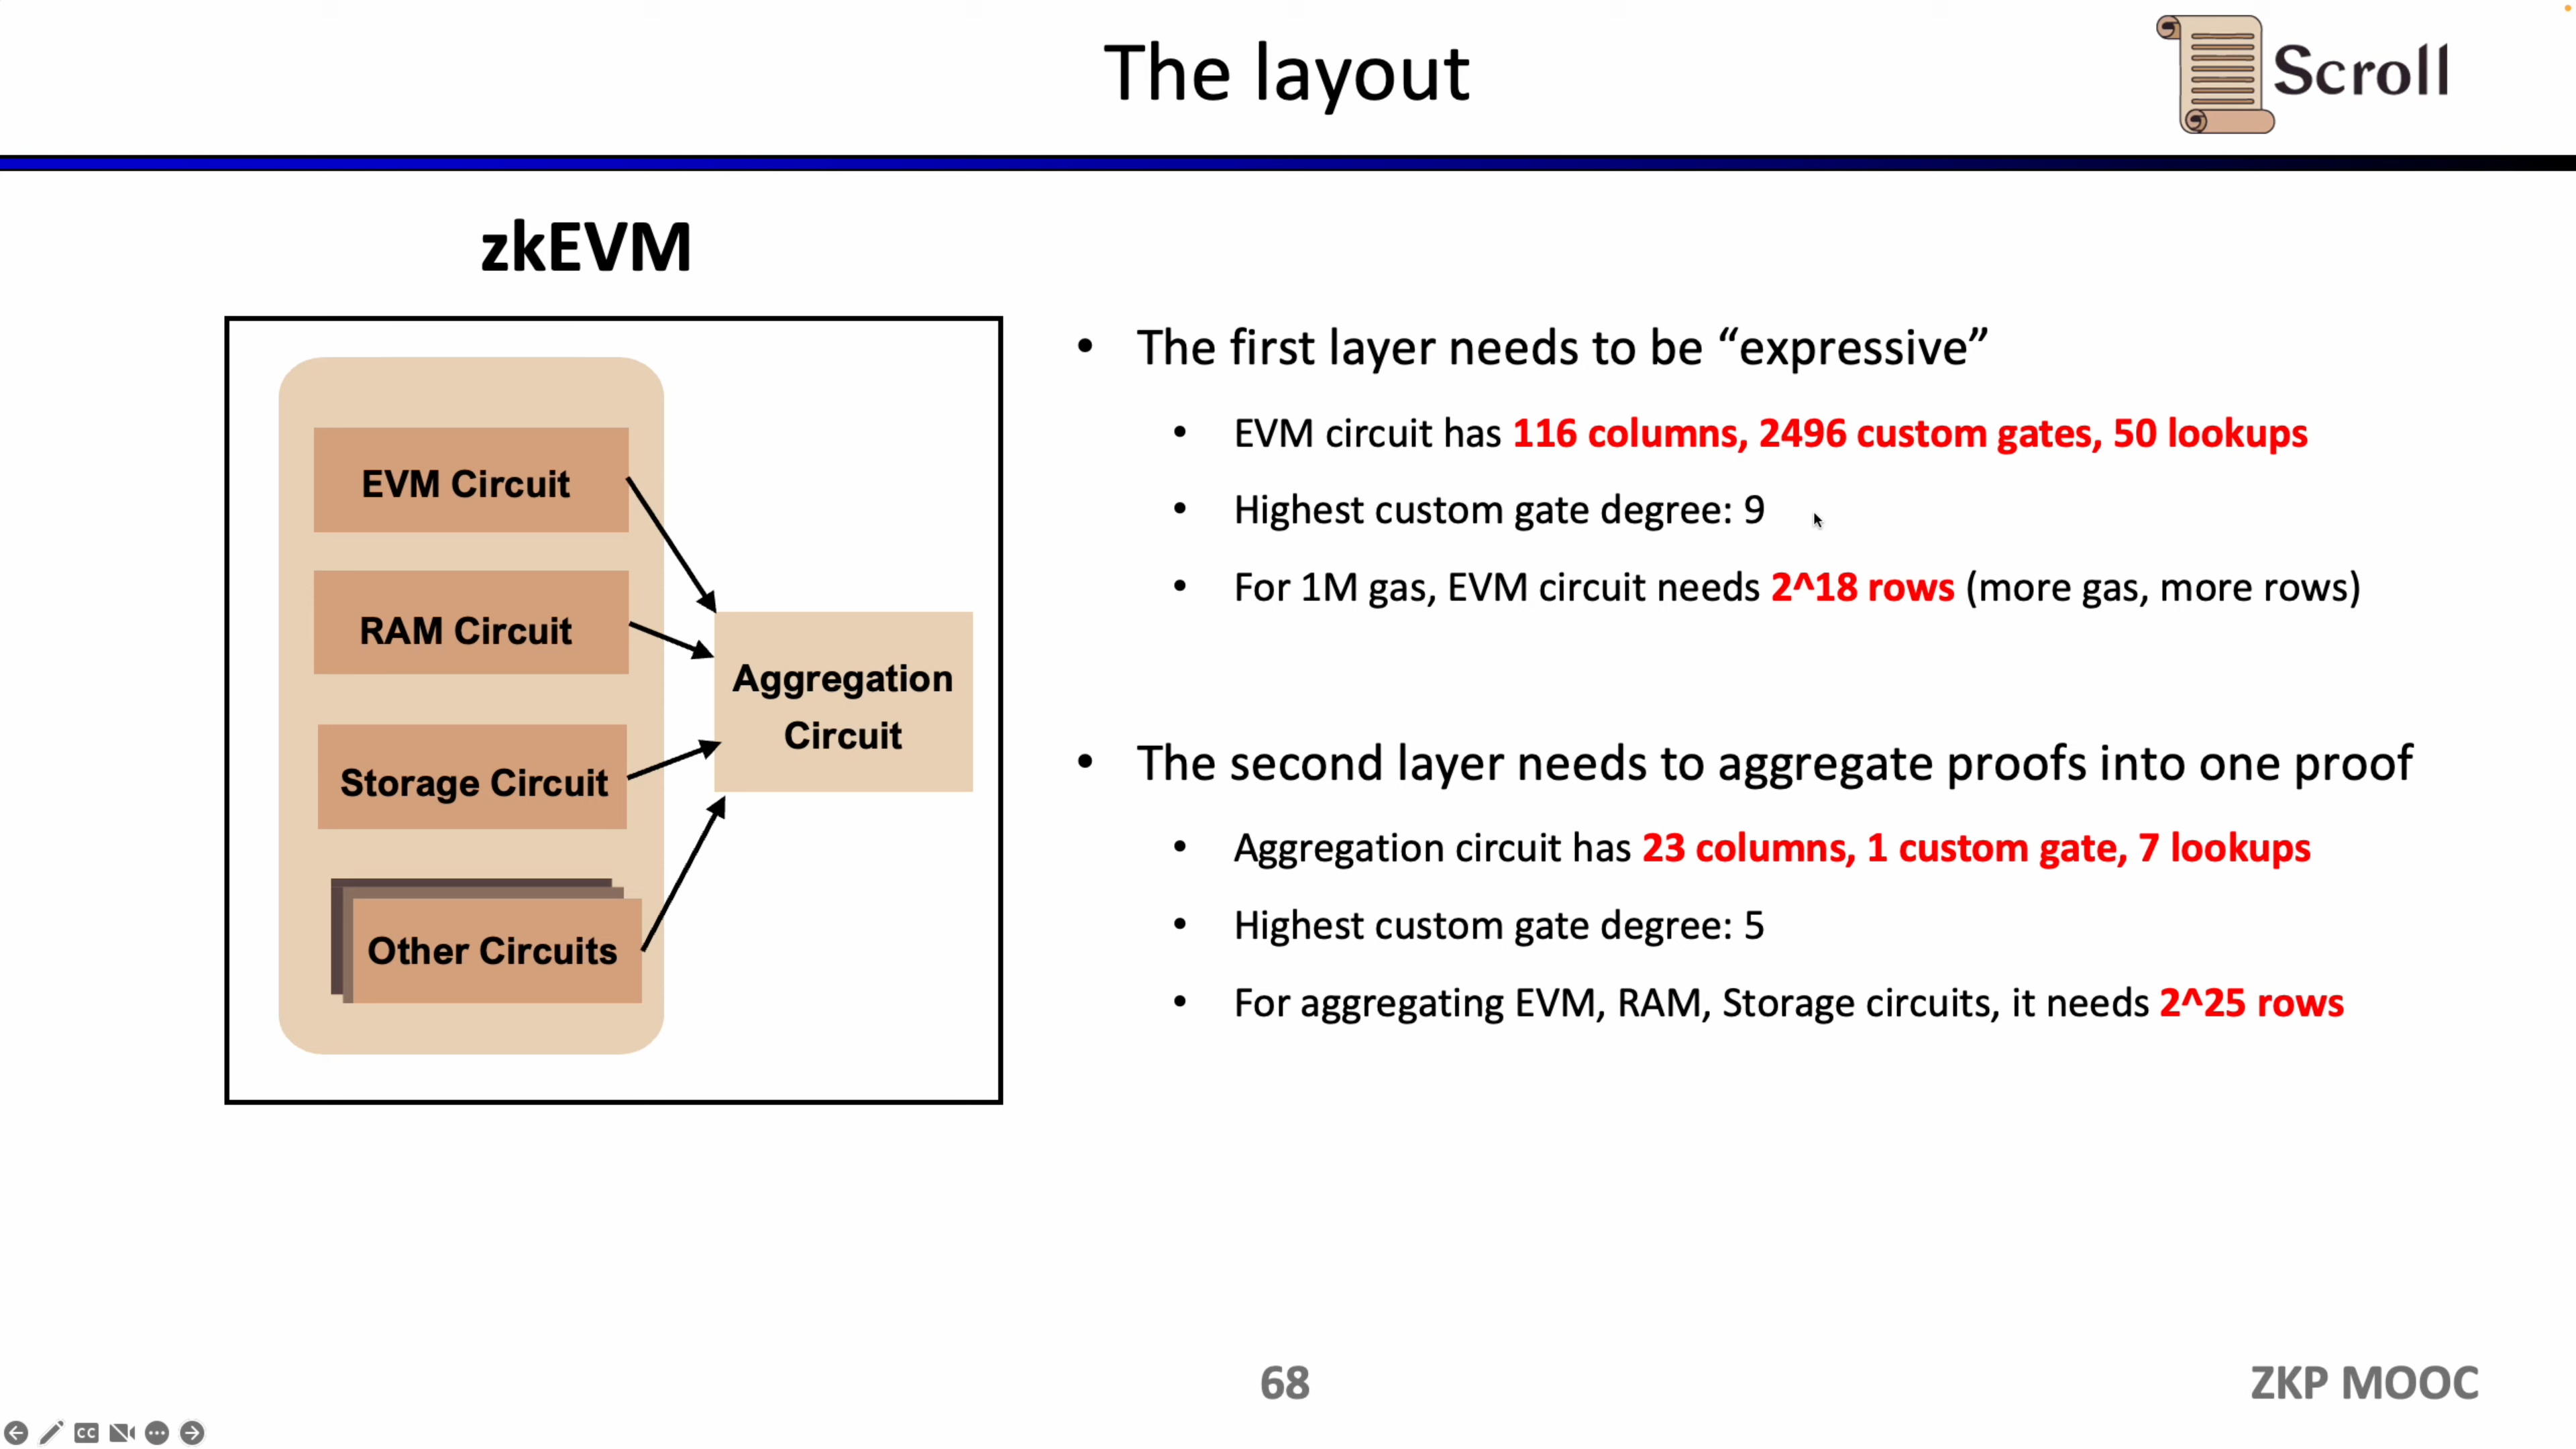 The layout
Scroll
zkEVM
EVM Circuit
RAM Circuit
Storage Circuit
Other Circuits
Aggregation
Circuit
• The first layer needs to be “expressive”
• EVM circuit has 116 columns, 2496 custom gates, 50 lookups
• Highest custom gate degree: 9
• For 1M gas, EVM circuit needs 2^18 rows (more gas, more rows)
• The second layer needs to aggregate proofs into one proof
• Aggregation circuit has 23 columns, 1 custom gate, 7 lookups
• Highest custom gate degree: 5
• For aggregating EVM, RAM, Storage circuits, it needs 2^25 rows
68
ZKP MOOC
CC